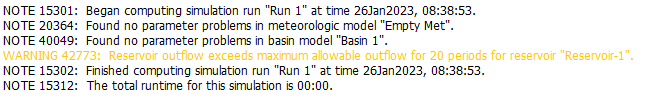 NOTE 15301:  Began computing simulation run "Run 1" at time 26Jan2023, 08:38:53.
NOTE 20364:  Found no parameter problems in meteorologic model "Empty Met".
NOTE 40049:  Found no parameter problems in basin model "Basin 1".
WARNING 42773:  Reservoir outflow exceeds maximum allowable outflow for 20 periods for reservoir "Reservoir-1".
NOTE 15302:  Finished computing simulation run "Run 1" at time 26Jan2023, 08:38:53.
NOTE 15312:  The total runtime for this simulation is 00:00.